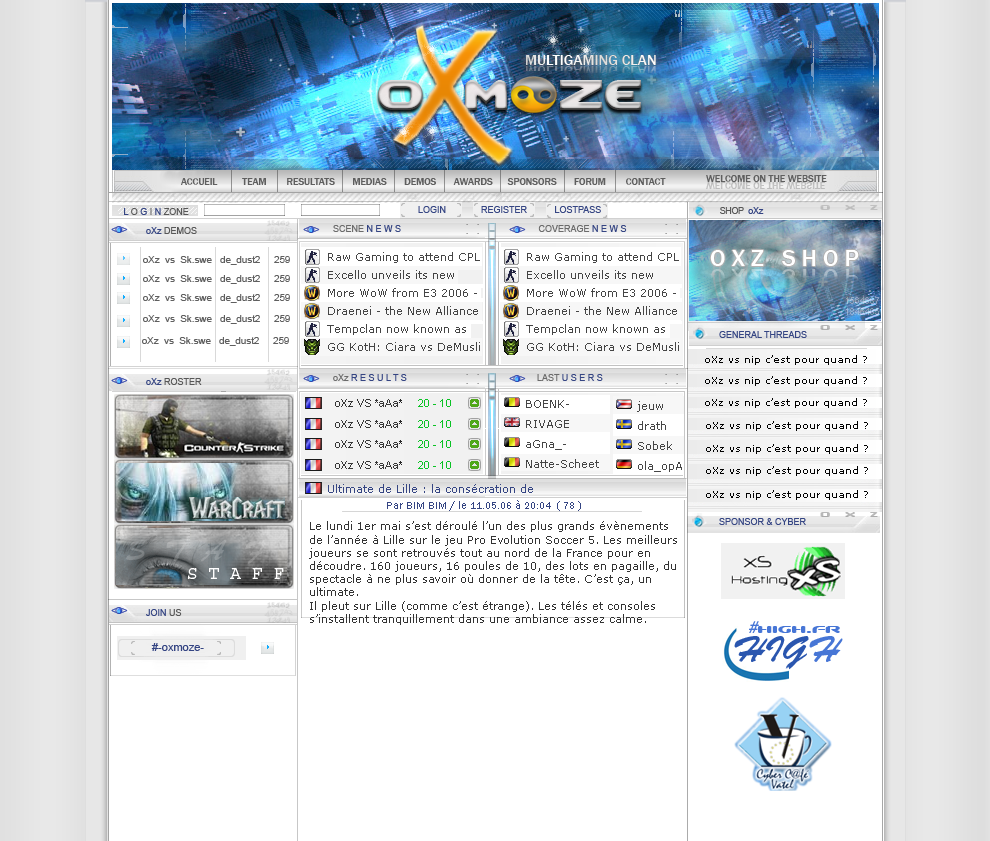 MULTIGAMING CLAN
OXMOZE
ACCUEIL TEAM RESULTATS MEDIAS DEMOS AWARDS SPONSORS FORUM CONTACT WELCOME ON THE WEBSITE
LOGIN ZONE LOGIN REGISTER LOSTPASS
oXz DEMOS
oXz vs Sk.swe de_dust2 259
oXz vs Sk.swe de_dust2 259
oXz vs Sk.swe de_dust2 259
oXz vs Sk.swe de_dust2 259
oXz vs Sk.swe de_dust2 259
oXz ROSTER
COUNTER STRIKE
WARCRAFT
STAFF
JOIN US
#-oxmoze-
SCENE NEWS
Raw Gaming to attend CPL
Excello unveils its new
More WoW from E3 2006 -
Draenei - the New Alliance
Tempclan now known as
GG KotH: Ciara vs DeMusli
COVERAGE NEWS
Raw Gaming to attend CPL
Excello unveils its new
More WoW from E3 2006 -
Draenei - the New Alliance
Tempclan now known as
GG KotH: Ciara vs DeMusli
oXz RESULTS
oXz VS *aAa* 20 - 10
oXz VS *aAa* 20 - 10
oXz VS *aAa* 20 - 10
oXz VS *aAa* 20 - 10
LAST USERS
BOENK- jeuw
RIVAGE drath
aGna_- Sobek
Natte-Scheet ola_opA
Ultimate de Lille : la consécration de
Par BIM BIM / le 11.05.06 à 20:04 ( 78 )
Le lundi 1er mai s'est déroulé l'un des plus grands évènements
de l'année à Lille sur le jeu Pro Evolution Soccer 5. Les meilleurs
joueurs se sont retrouvés tout au nord de la France pour en
découdre. 160 joueurs, 16 poules de 10, des lots en pagaille, du
spectacle à ne plus savoir où donner de la tête. C'est ça, un
ultimate.
Il pleut sur Lille (comme c'est étrange). Les télés et consoles
s'installent tranquillement dans une ambiance assez calme.
SHOP oXz O X Z
OXZ SHOP
GENERAL THREADS O X Z
oXz vs nip c'est pour quand ?
oXz vs nip c'est pour quand ?
oXz vs nip c'est pour quand ?
oXz vs nip c'est pour quand ?
oXz vs nip c'est pour quand ?
oXz vs nip c'est pour quand ?
oXz vs nip c'est pour quand ?
SPONSOR & CYBER O X Z
XS
Hosting XS
#HIGH.FR
HIGH
V
Cyber C@fe
Vatel